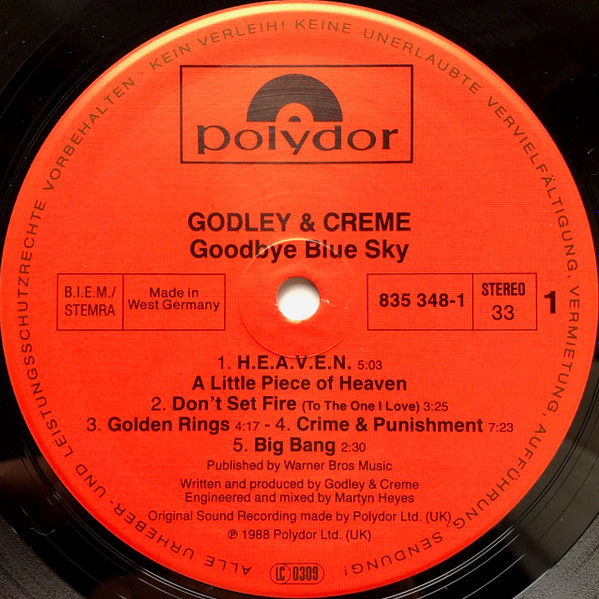 ALLE URHEBER- UND LEISTUNGSSCHUTZRECHTE VORBEHALTEN · KEIN VERLEIH! KEINE UNERLAUBTE VERVIELFÄLTIGUNG, VERMIETUNG, AUFFÜHRUNG, SENDUNG!
polydor
GODLEY & CREME
Goodbye Blue Sky
B.I.E.M./
STEMRA
Made in
West Germany
835 348-1
STEREO
33
1
1. H.E.A.V.E.N. 5:03
A Little Piece of Heaven
2. Don't Set Fire (To The One I Love) 3:25
3. Golden Rings 4:17 - 4. Crime & Punishment 7:23
5. Big Bang 2:30
Published by Warner Bros Music
Written and produced by Godley & Creme
Engineered and mixed by Martyn Heyes
Original Sound Recording made by Polydor Ltd. (UK)
℗ 1988 Polydor Ltd. (UK)
LC 0309